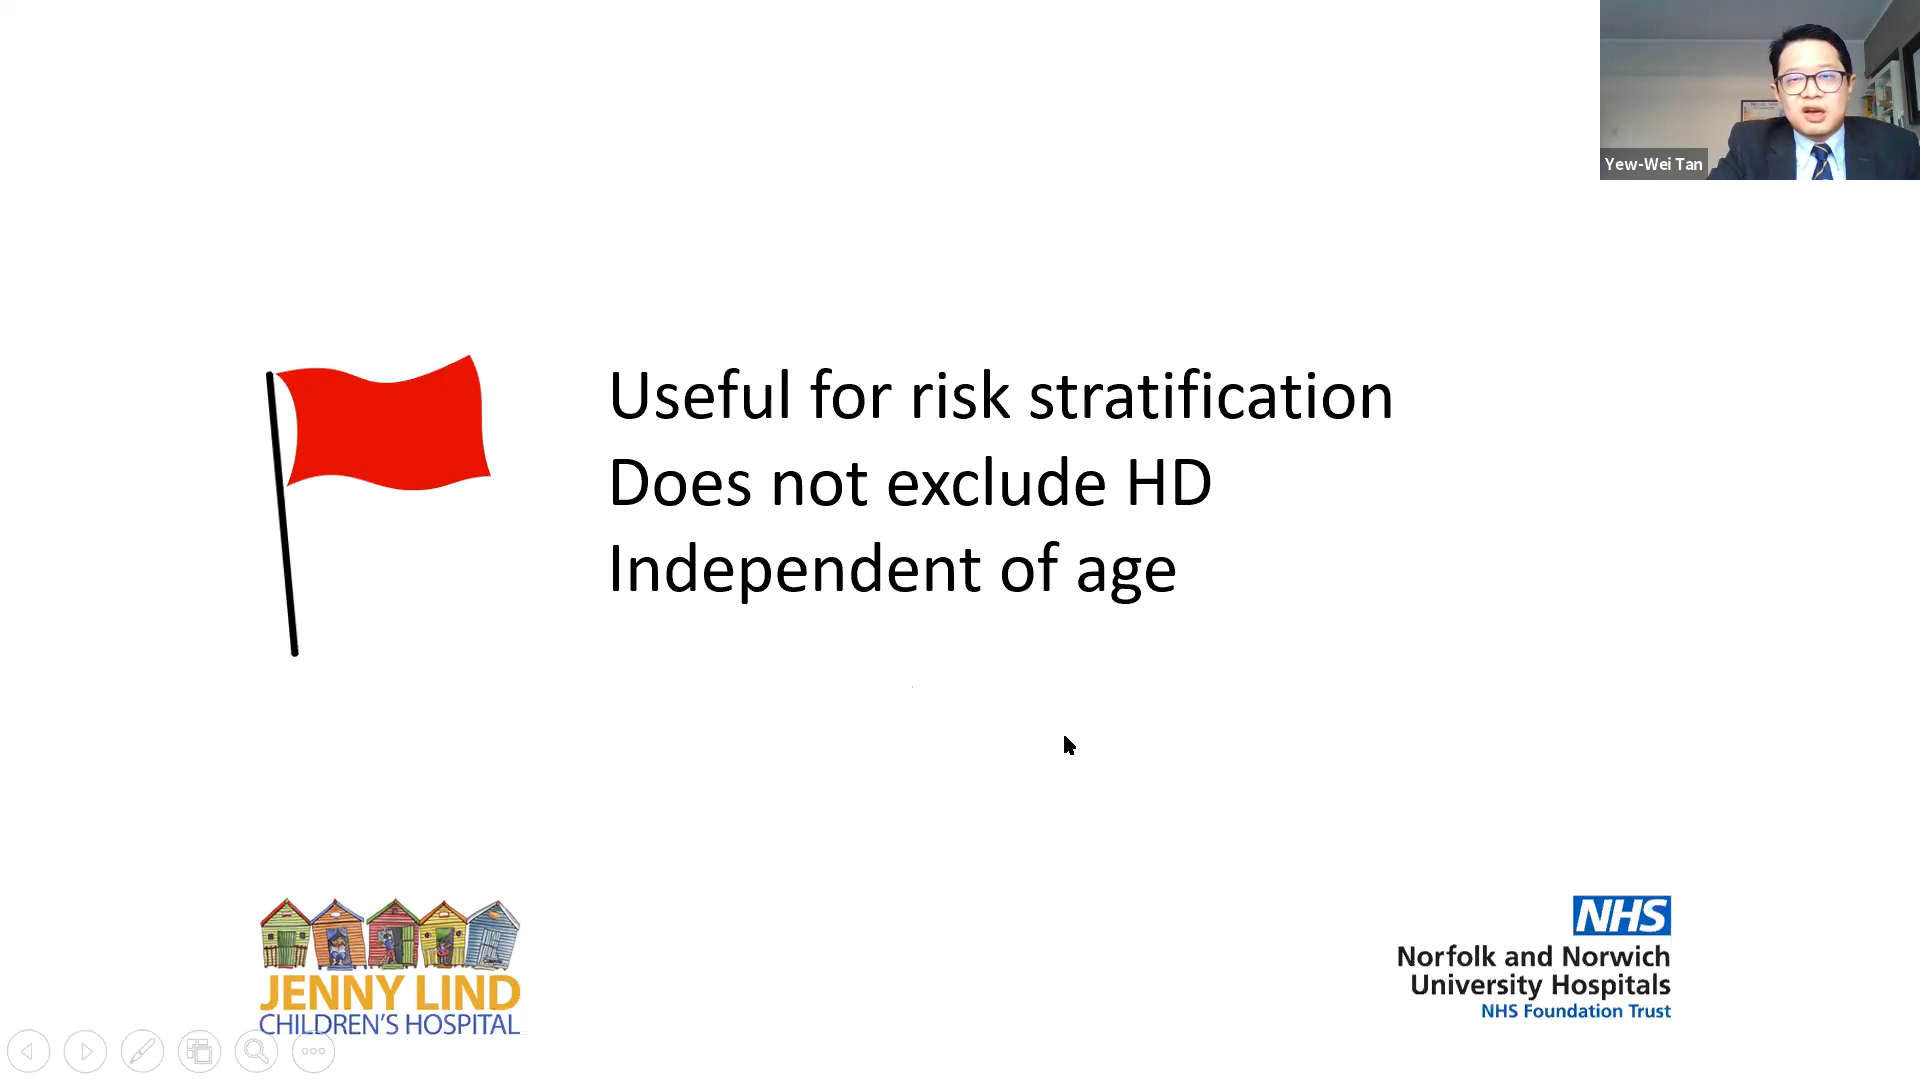 Yew-Wei Tan
Useful for risk stratification
Does not exclude HD
Independent of age
JENNY LIND
CHILDREN'S HOSPITAL
NHS
Norfolk and Norwich
University Hospitals
NHS Foundation Trust